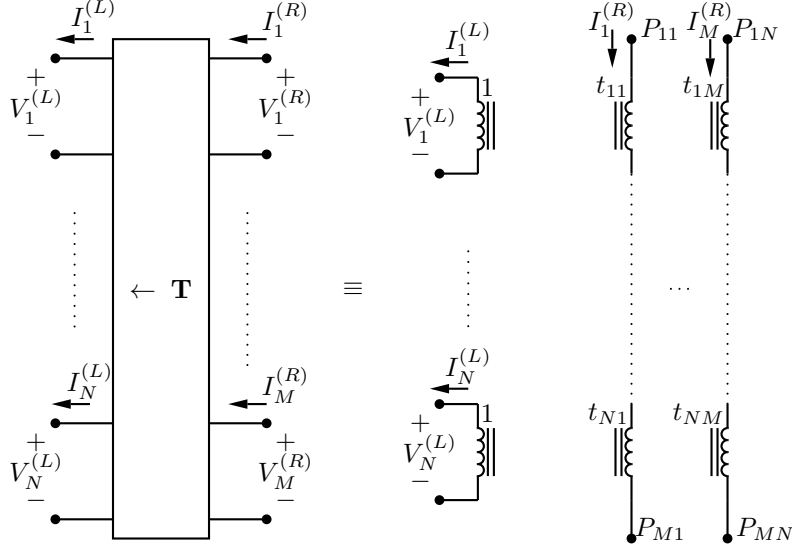 I_1^{(L)} I_1^{(R)} I_1^{(L)} I_1^{(R)} I_M^{(R)} P_{11} P_{1N}
+ + + 1 t_{11} t_{1M}
V_1^{(L)} V_1^{(R)} V_1^{(L)}
− − −
← T ≡ ...
I_N^{(L)} I_M^{(R)} I_N^{(L)}
+ + + 1 t_{N1} t_{NM}
V_N^{(L)} V_M^{(R)} V_N^{(L)}
− − −
P_{M1} P_{MN}